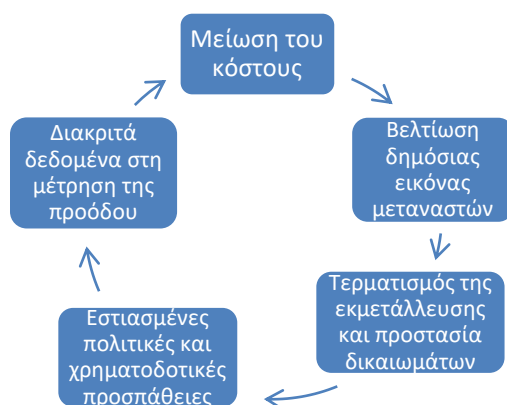 Μείωση του
κόστους
Βελτίωση
δημόσιας
εικόνας
μεταναστών
Τερματισμός της
εκμετάλλευσης
και προστασία
δικαιωμάτων
Εστιασμένες
πολιτικές και
χρηματοδοτικές
προσπάθειες
Διακριτά
δεδομένα στη
μέτρηση της
προόδου